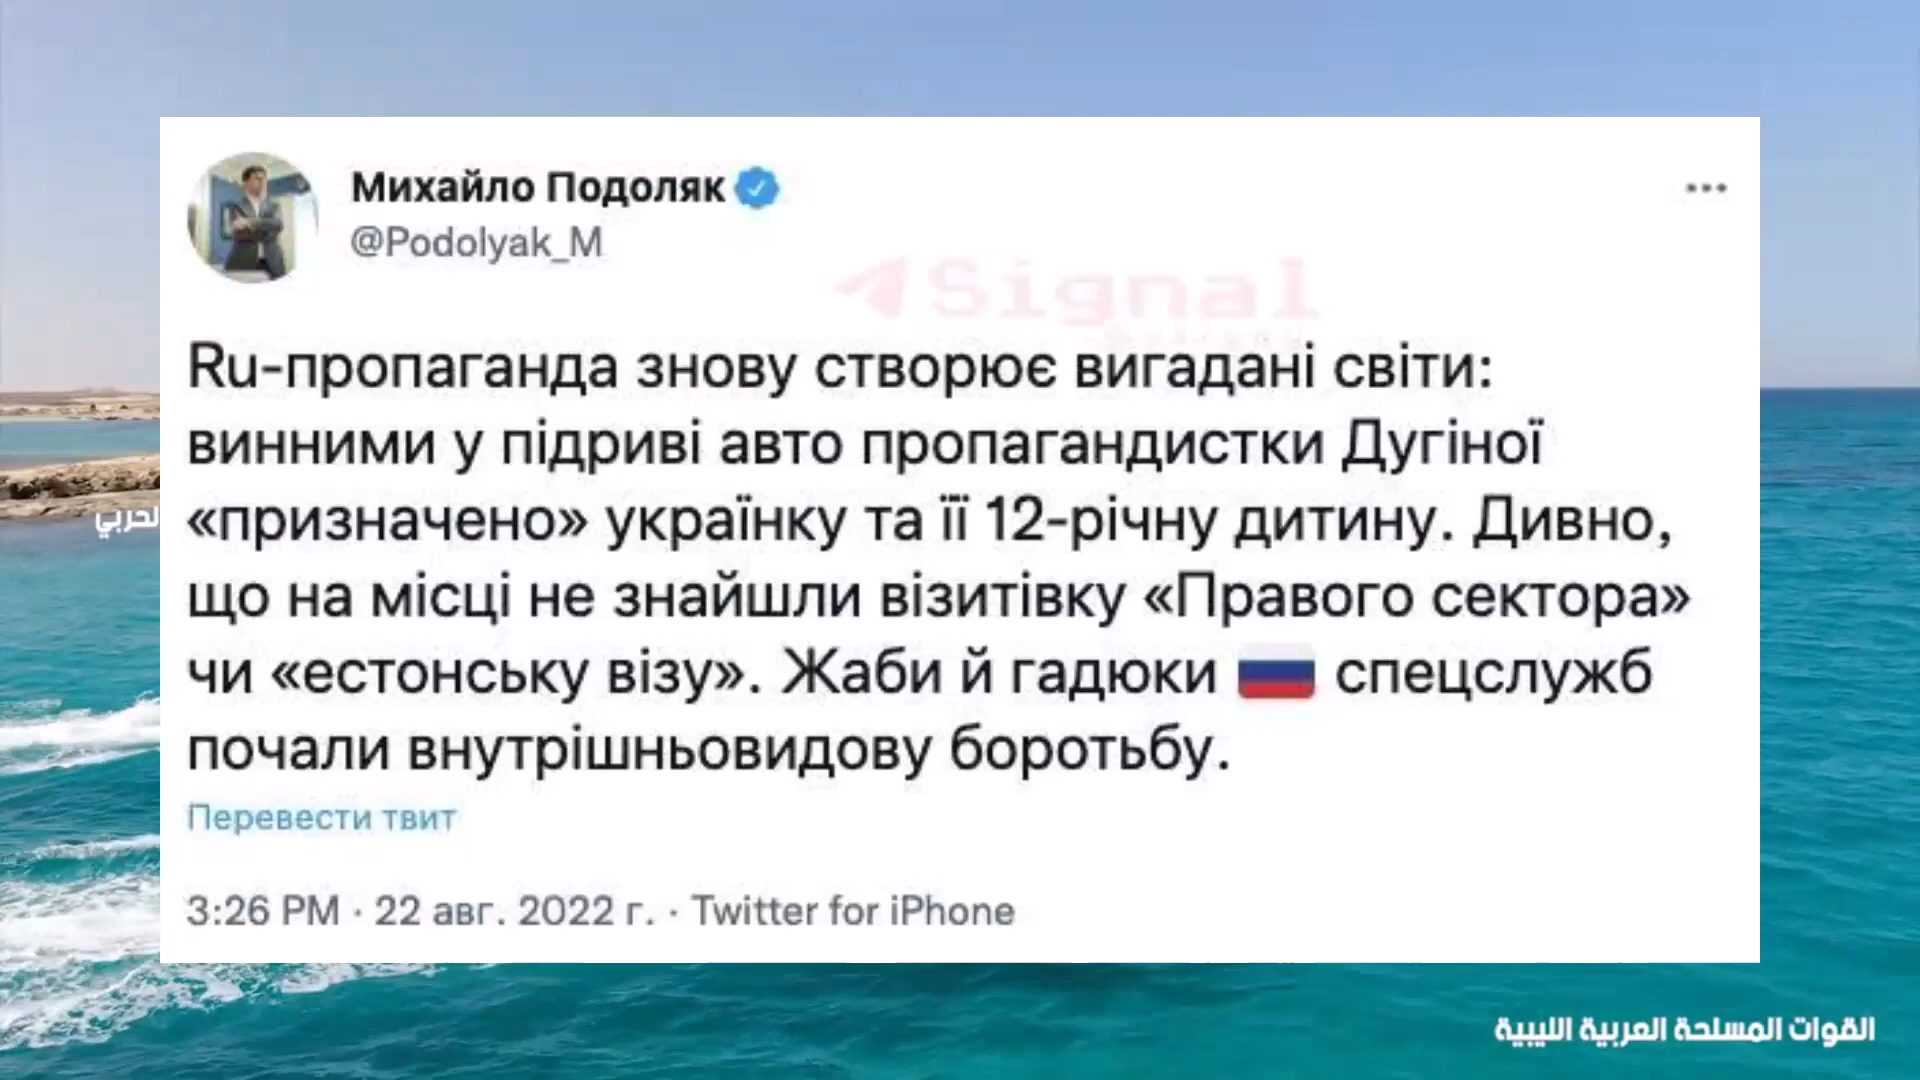 Михайло Подоляк
@Podolyak_M
Signal
Ru-пропаганда знову створює вигадані світи:
винними у підриві авто пропагандистки Дугіної
«призначено» українку та її 12-річну дитину. Дивно,
що на місці не знайшли візитівку «Правого сектора»
чи «естонську візу». Жаби й гадюки 🇷🇺 спецслужб
почали внутрішньовидову боротьбу.
Перевести твит
3:26 PM · 22 авг. 2022 г. · Twitter for iPhone
القوات المسلحة العربية الليبية